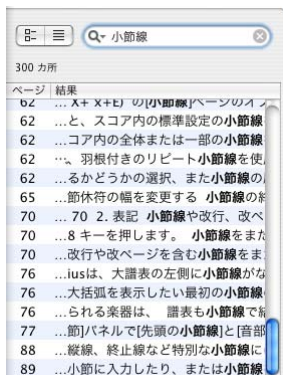 小節線
300 カ所
ページ 結果
62 ... X+ x+E) の[小節線]ページのオプ
62 ...と、スコア内の標準設定の小節線
62 ...コア内の全体または一部の小節線
62 ...、羽根付きのリピート小節線を使用
62 ...るかどうかの選択、また小節線の
65 ...節休符の幅を変更する 小節線の終
70 ... 70 2. 表記 小節線や改行、改ペ
70 ...8 キーを押します。 小節線をまた
70 ...改行や改ページを含む小節線をま
76 ...iusは、大譜表の左側に小節線がな
76 ...大括弧を表示したい最初の小節線
76 ...られる楽器は、 譜表も小節線で結
77 ...節]パネルで[先頭の小節線]と[音部
88 ...縦線、終止線など特別な小節線に
89 ...小節に入力したり、または小節線